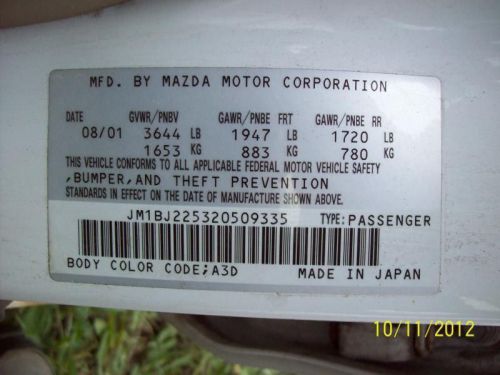 MFD. BY MAZDA MOTOR CORPORATION
DATE GVWR/PNBV GAWR/PNBE FRT GAWR/PNBE RR
08/01 3644 LB 1947 LB 1720 LB
1653 KG 883 KG 780 KG
THIS VEHICLE CONFORMS TO ALL APPLICABLE FEDERAL MOTOR VEHICLE SAFETY
,BUMPER,AND THEFT PREVENTION
STANDARDS IN EFFECT ON THE DATE OF MANUFACTURE SHOWN ABOVE.
JM1BJ225320509335 TYPE:PASSENGER
BODY COLOR CODE;A3D MADE IN JAPAN
10/11/2012